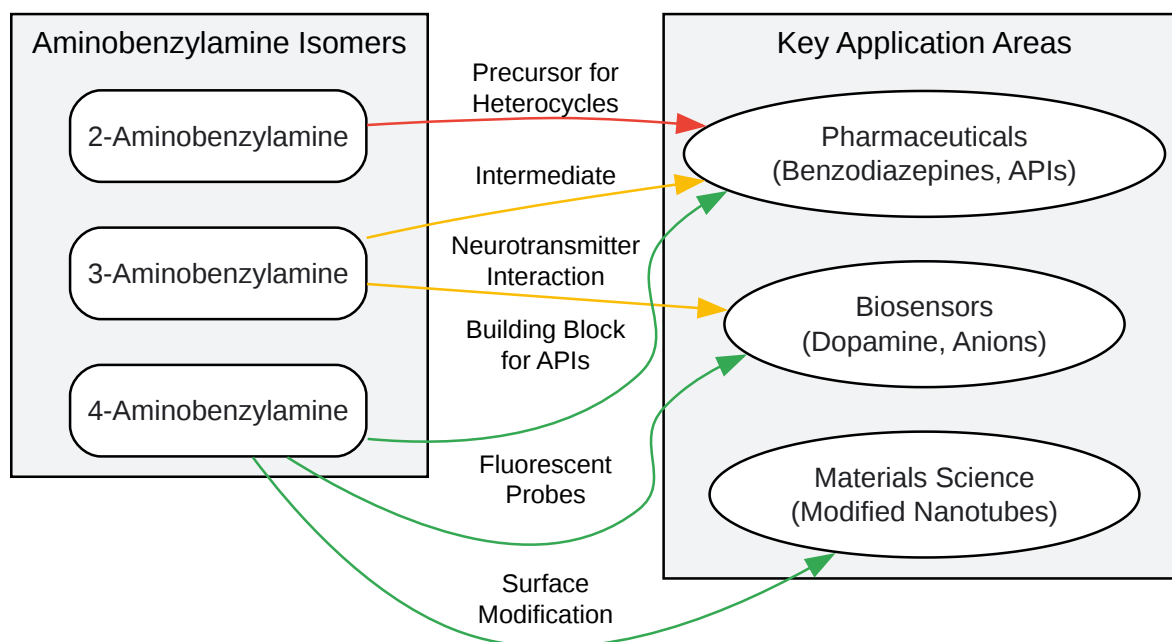 Aminobenzylamine Isomers
2-Aminobenzylamine
3-Aminobenzylamine
4-Aminobenzylamine
Precursor for
Heterocycles
Intermediate
Neurotransmitter
Interaction
Building Block
for APIs
Fluorescent
Probes
Surface
Modification
Key Application Areas
Pharmaceuticals
(Benzodiazepines, APIs)
Biosensors
(Dopamine, Anions)
Materials Science
(Modified Nanotubes)